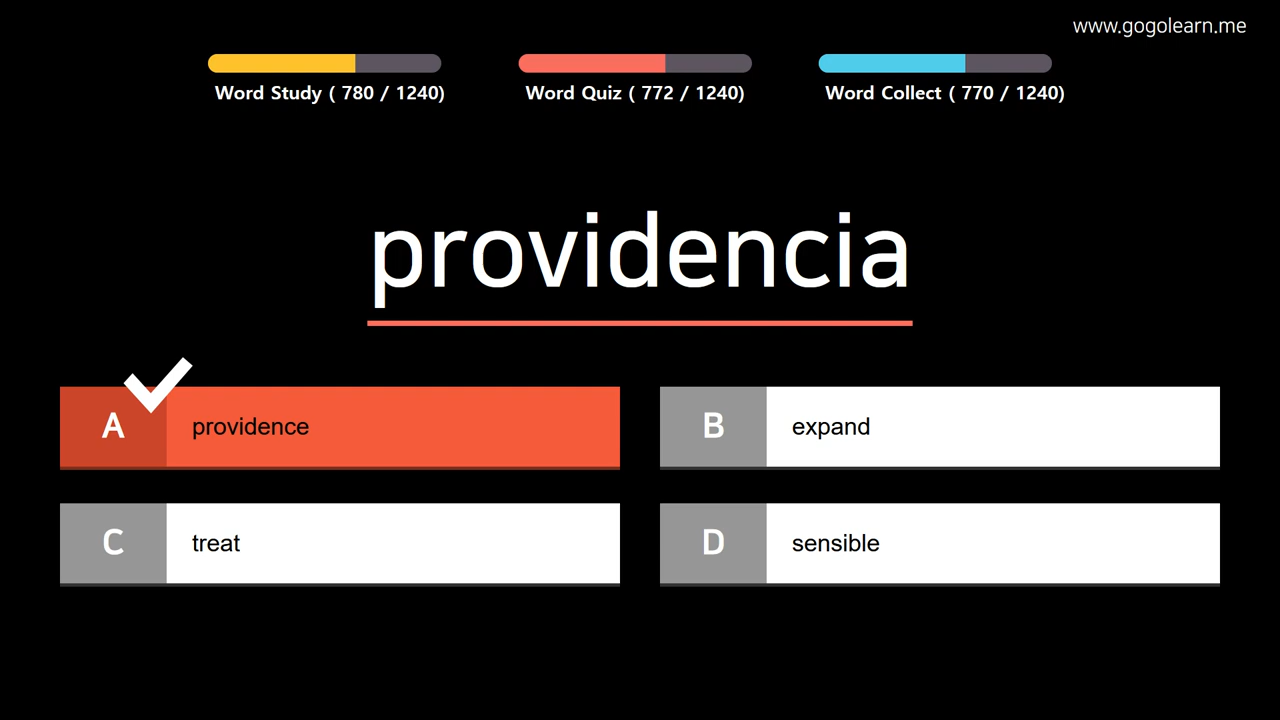 www.gogolearn.me
Word Study ( 780 / 1240)
Word Quiz ( 772 / 1240)
Word Collect ( 770 / 1240)
providencia
A providence
B expand
C treat
D sensible